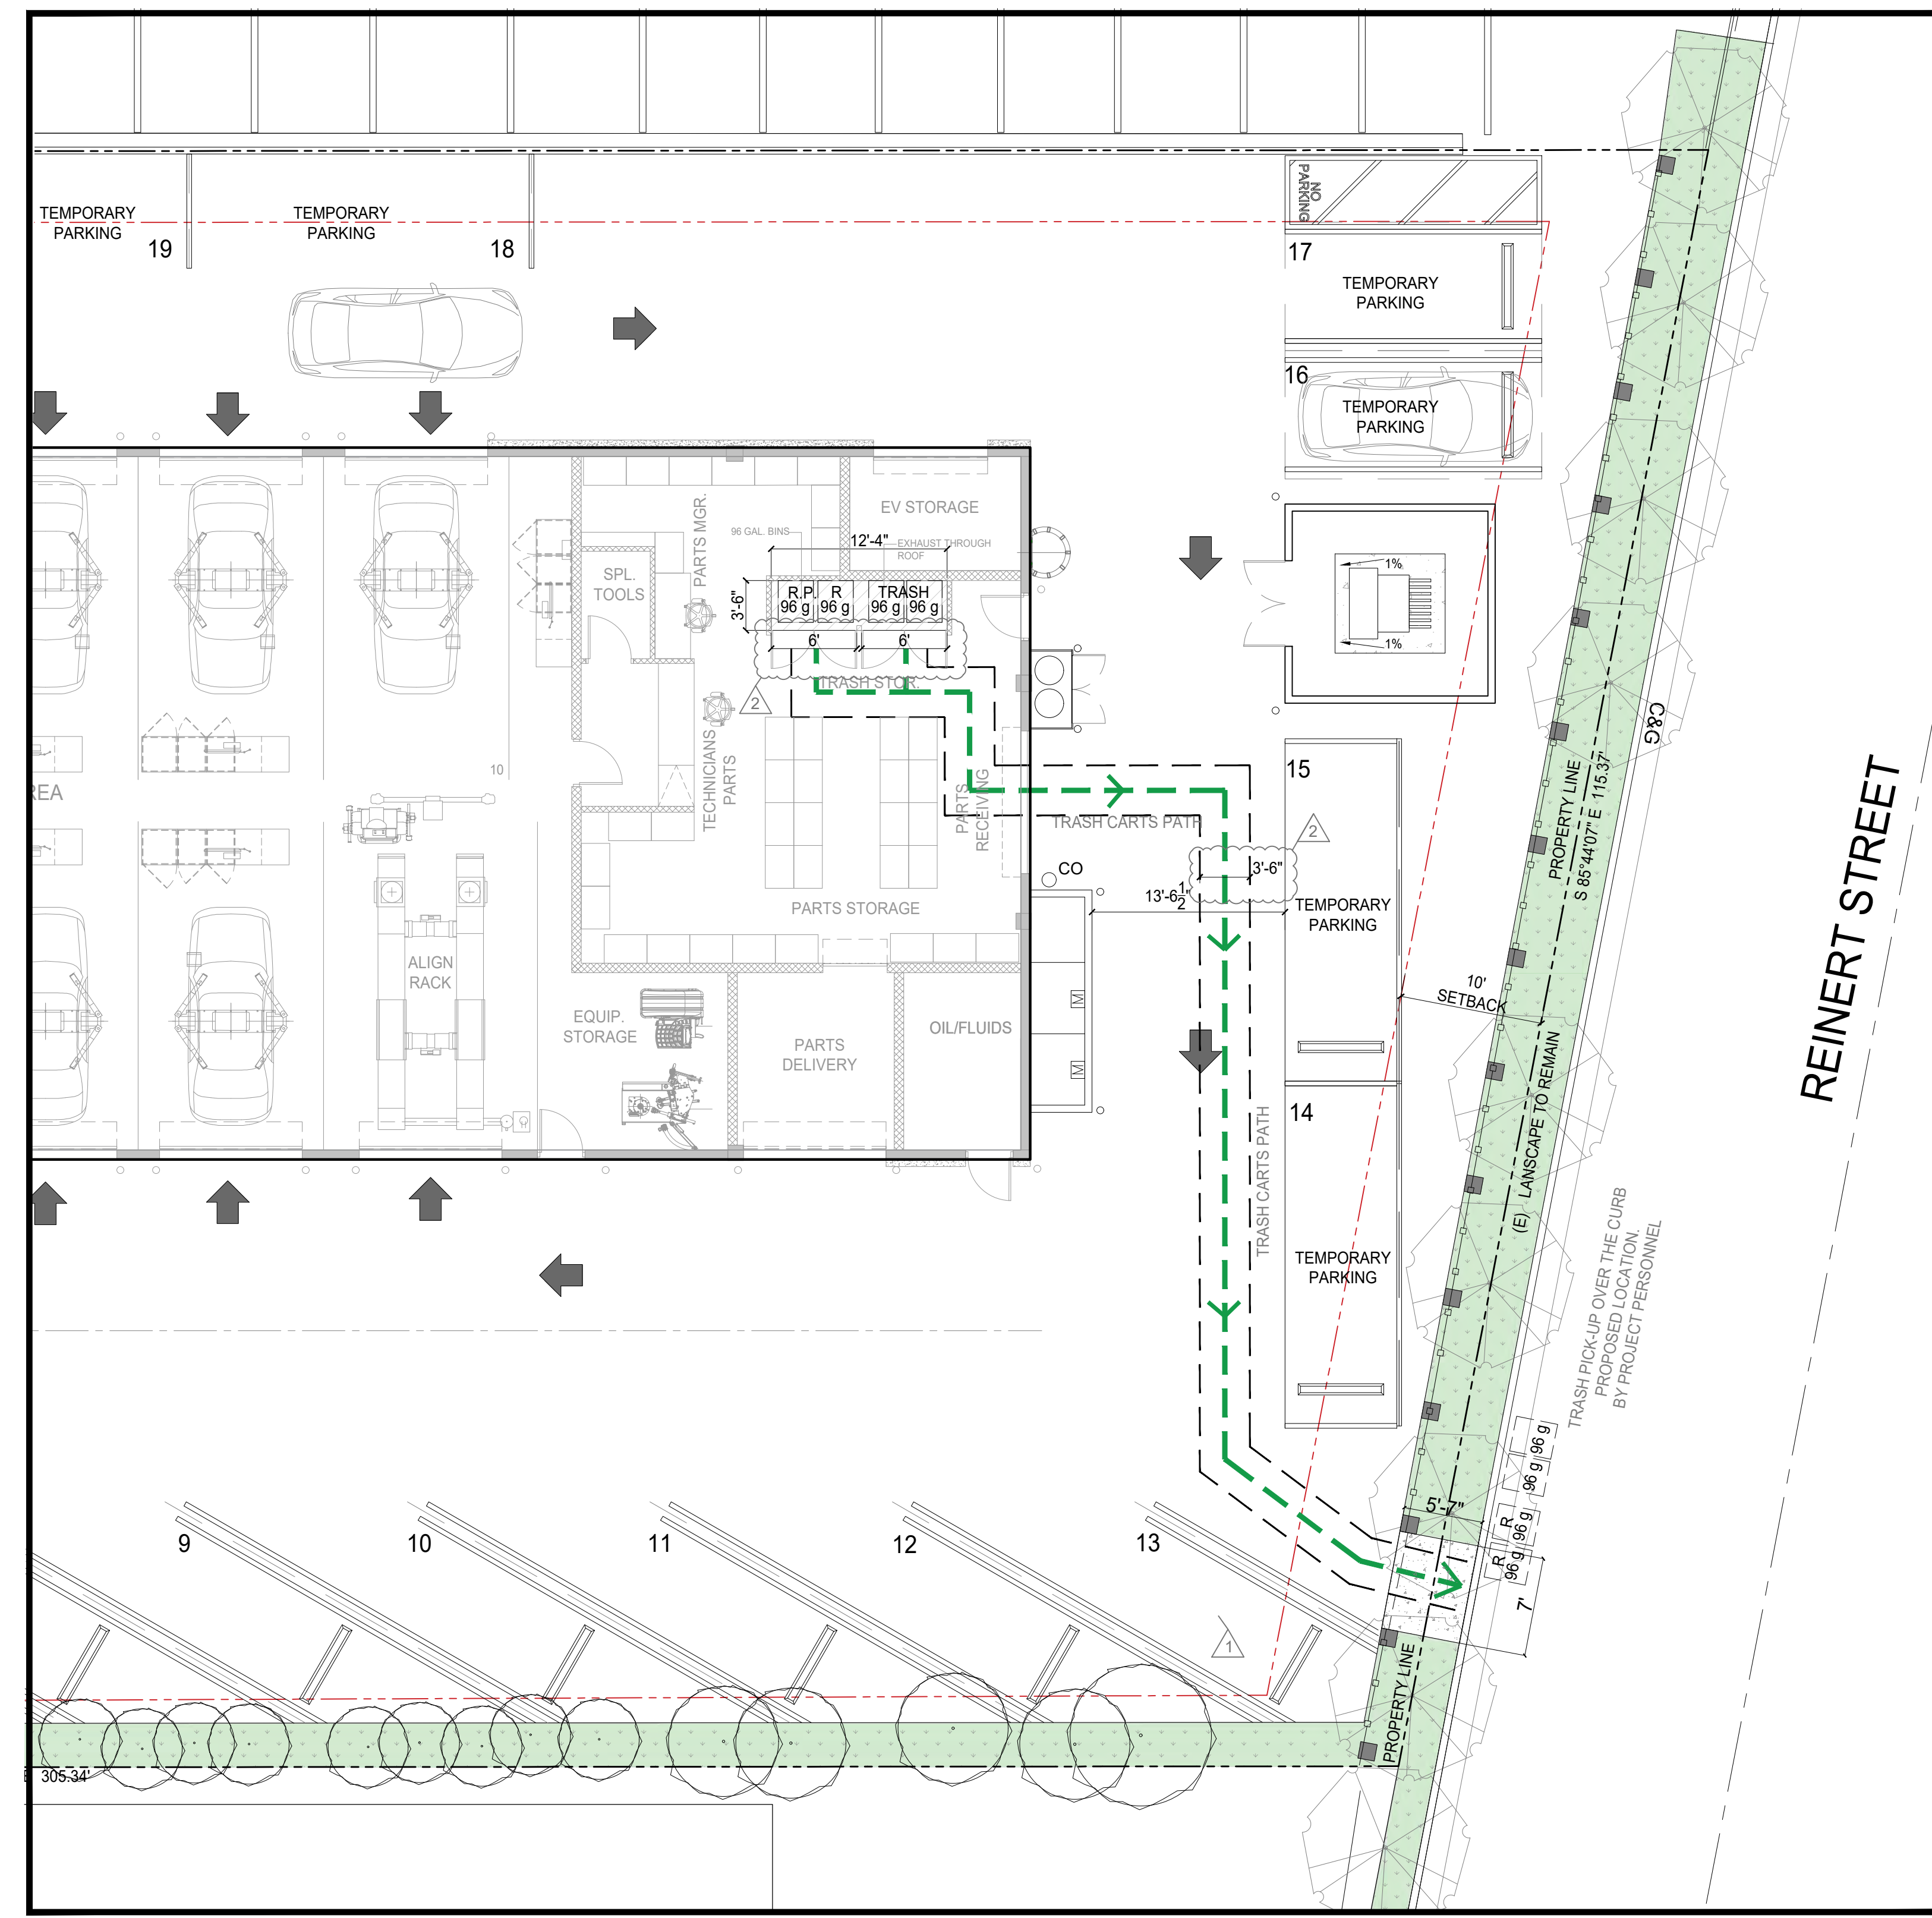 NO
PARKING
TEMPORARY
PARKING
19
TEMPORARY
PARKING
18
17
TEMPORARY
PARKING
16
TEMPORARY
PARKING
EV STORAGE
PARTS MGR.
96 GAL. BINS
12'-4"
EXHAUST THROUGH
ROOF
SPL.
TOOLS
3'-6"
R.P.
96 g
R
96 g
TRASH
96 g
96 g
6'
6'
TRASH STOR.
2
1%
1%
C&G
10
REA
TECHNICIANS
PARTS
PARTS
RECEIVING
15
TRASH CARTS PATH
2
3'-6"
13'-6 1/2"
CO
TEMPORARY
PARKING
PROPERTY LINE
S 85°44'07" E 115.37'
REINERT STREET
PARTS STORAGE
ALIGN
RACK
10'
SETBACK
EQUIP.
STORAGE
PARTS
DELIVERY
OIL/FLUIDS
M
M
14
TRASH CARTS PATH
(E) LANSCAPE TO REMAIN
TEMPORARY
PARKING
TRASH PICK-UP OVER THE CURB
PROPOSED LOCATION.
BY PROJECT PERSONNEL
96 g
96 g
R
96 g
R
96 g
5'-7"
7'
9
10
11
12
13
1
PROPERTY LINE
305.34'